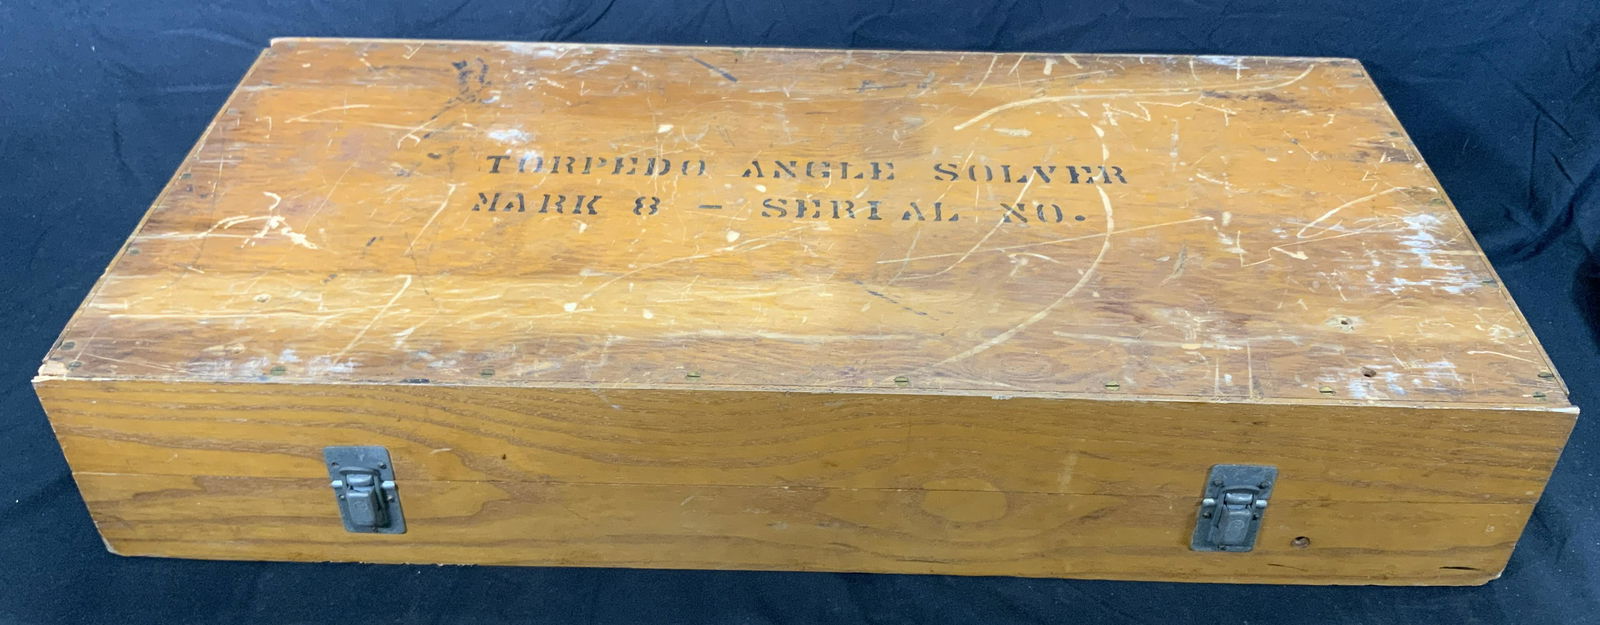 TORPEDO ANGLE SOLVER
MARK 8 - SERIAL NO.